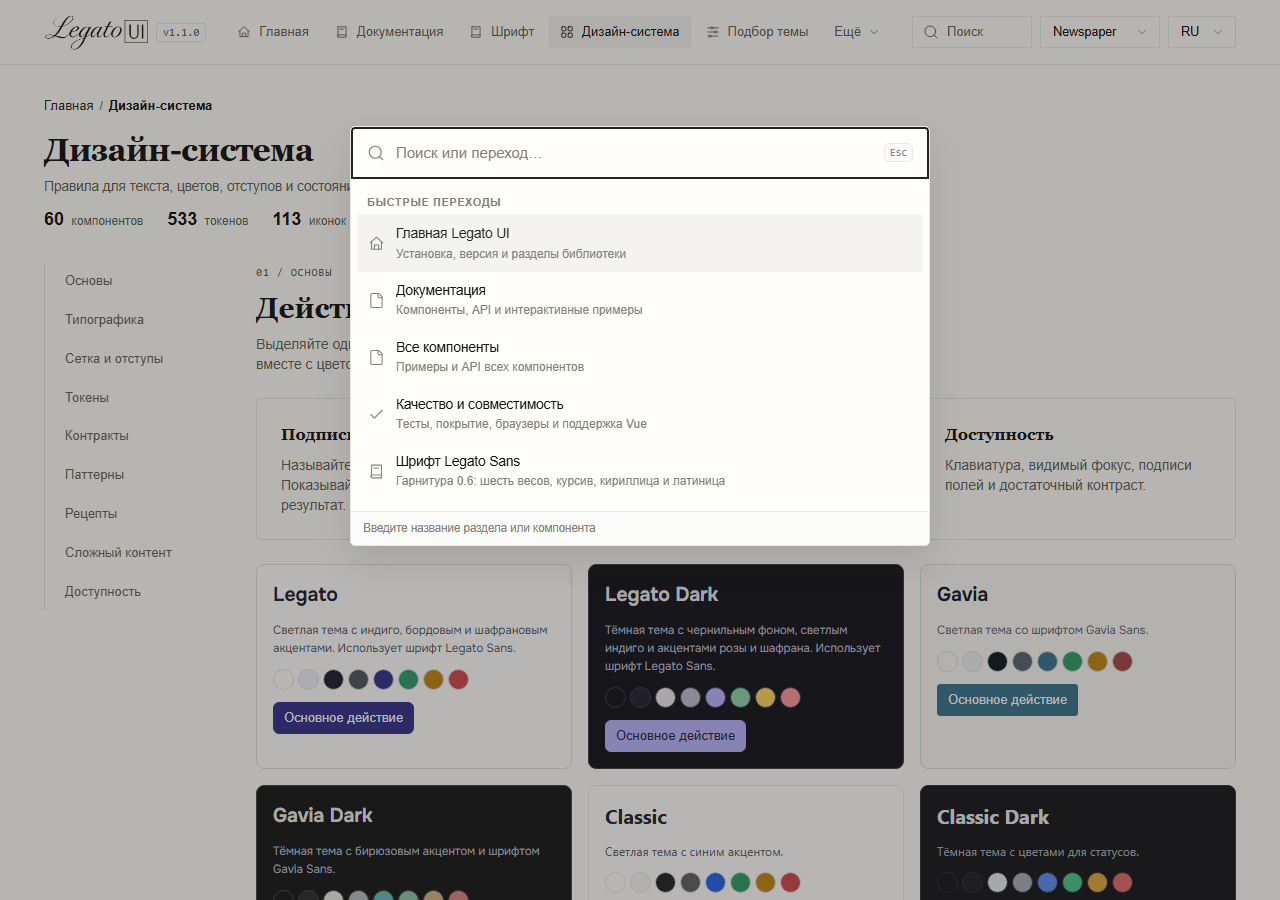 Legato UI v1.1.0 Главная Документация Шрифт Дизайн-система Подбор темы Ещё Поиск Newspaper RU
Главная / Дизайн-система
Дизайн-система
Правила для текста, цветов, отступов и состояни
60 компонентов 533 токенов 113 иконок
Поиск или переход… Esc
БЫСТРЫЕ ПЕРЕХОДЫ
Главная Legato UI
Установка, версия и разделы библиотеки
Документация
Компоненты, API и интерактивные примеры
Все компоненты
Примеры и API всех компонентов
Качество и совместимость
Тесты, покрытие, браузеры и поддержка Vue
Шрифт Legato Sans
Гарнитура 0.6: шесть весов, курсив, кириллица и латиница
Введите название раздела или компонента
Основы
Типографика
Сетка и отступы
Токены
Контракты
Паттерны
Рецепты
Сложный контент
Доступность
01 / ОСНОВЫ
Выделяйте
вместе с
Называйте
результат.
Доступность
Клавиатура, видимый фокус, подписи
полей и достаточный контраст.
Legato
Светлая тема с индиго, бордовым и шафрановым
акцентами. Использует шрифт Legato Sans.
Основное действие
Legato Dark
Тёмная тема с чернильным фоном, светлым
индиго и акцентами розы и шафрана. Использует
шрифт Legato Sans.
Основное действие
Gavia
Светлая тема со шрифтом Gavia Sans.
Основное действие
Gavia Dark
Тёмная тема с бирюзовым акцентом и шрифтом
Gavia Sans.
Classic
Светлая тема с синим акцентом.
Classic Dark
Тёмная тема с цветами для статусов.